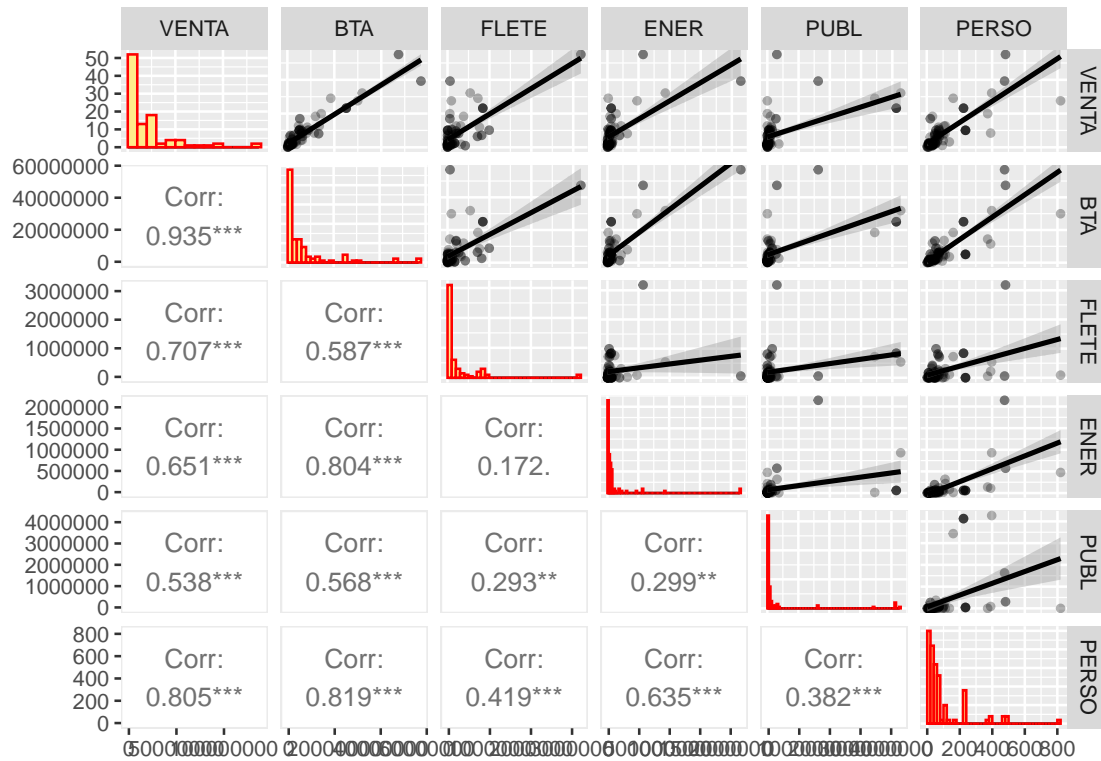 VENTA BTA FLETE ENER PUBL PERSO
50
40
30
20
10
0
VENTA
60000000
40000000
20000000
0
Corr:
0.935***
BTA
3000000
2000000
1000000
0
Corr: Corr:
0.707*** 0.587***
FLETE
2000000
1500000
1000000
500000
0
Corr: Corr: Corr:
0.651*** 0.804*** 0.172.
ENER
4000000
3000000
2000000
1000000
0
Corr: Corr: Corr: Corr:
0.538*** 0.568*** 0.293** 0.299**
PUBL
800
600
400
200
0
Corr: Corr: Corr: Corr: Corr:
0.805*** 0.819*** 0.419*** 0.635*** 0.382***
PERSO
0 200 400 600 800